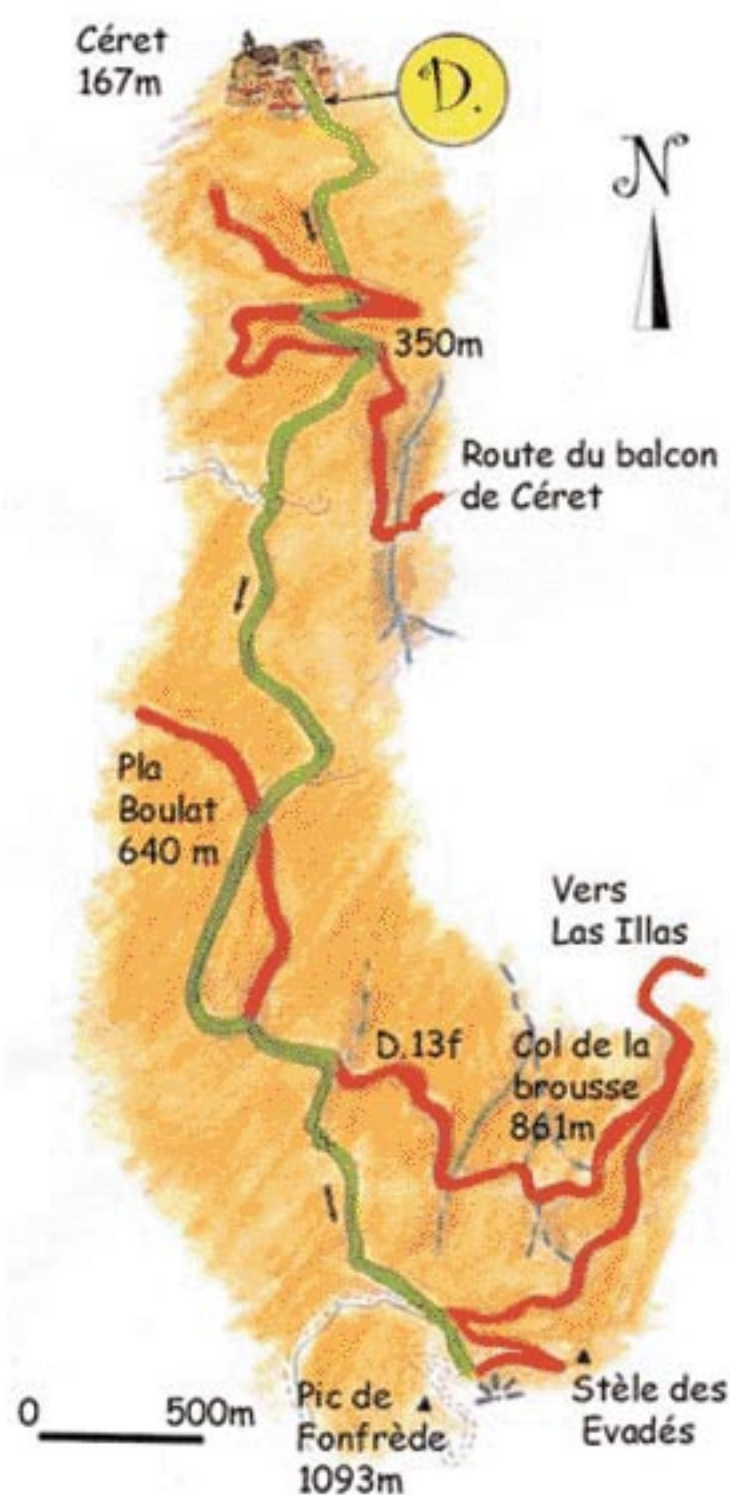 Céret
167m
D.
N
350m
Route du balcon
de Céret
Pla
Boulat
640 m
Vers
Las Illas
D.13f
Col de la
brousse
861m
0 500m
Pic de
Fonfrède
1093m
Stèle des
Evadés